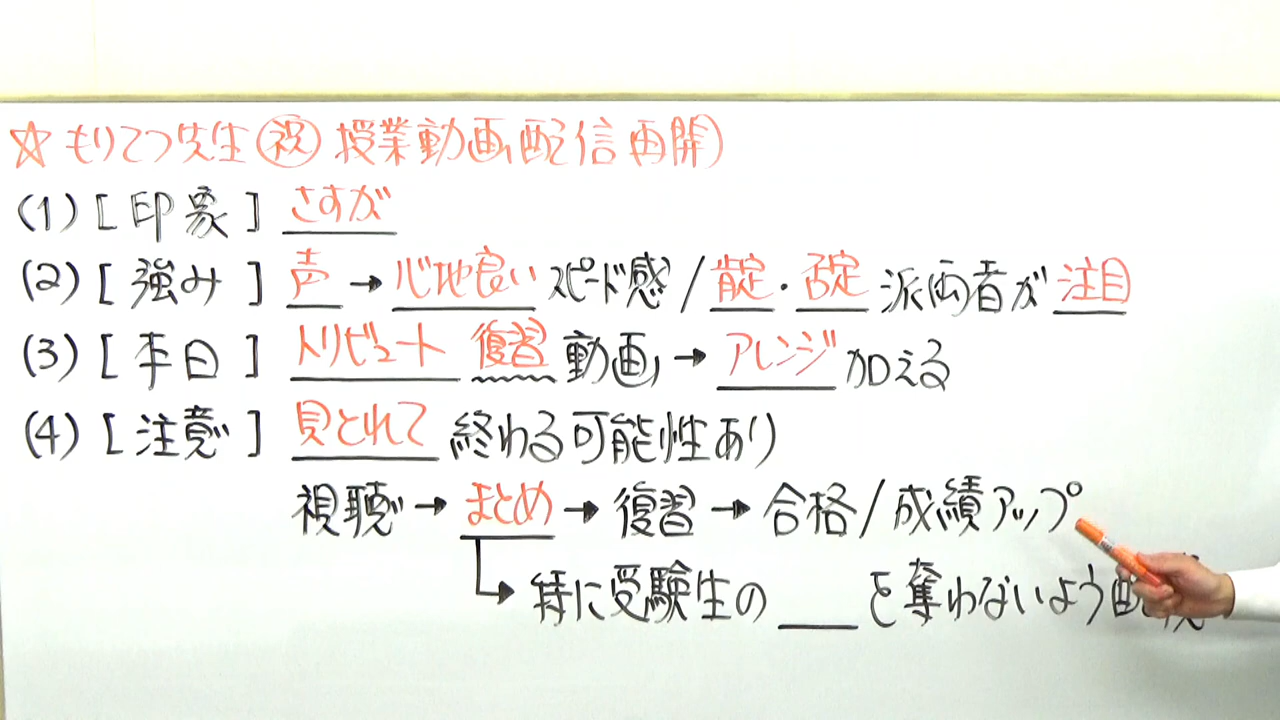 ☆もりてつ先生㊗授業動画配信再開
(1)[印象] さすが
(2)[強み] 声→心地良いスピード感/肯定・否定派両者が注目
(3)[本日] トリビュート 復習動画→アレンジ加える
(4)[注意] 見とれて終わる可能性あり
視聴→まとめ→復習→合格/成績アップ
特に受験生の___を奪わないよう